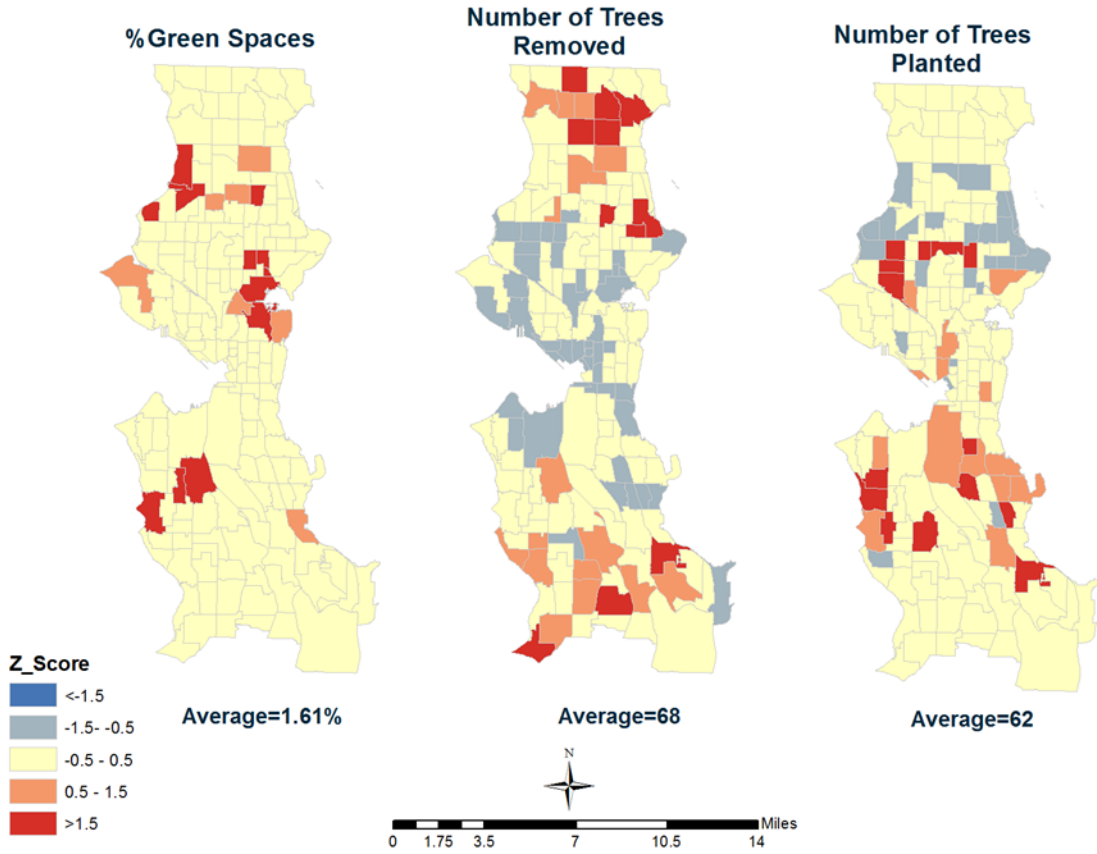 %Green Spaces
Number of Trees
Removed
Number of Trees
Planted
Z_Score
<-1.5
-1.5- -0.5
-0.5 - 0.5
0.5 - 1.5
>1.5
Average=1.61%
Average=68
Average=62
N
Miles
0 1.75 3.5 7 10.5 14